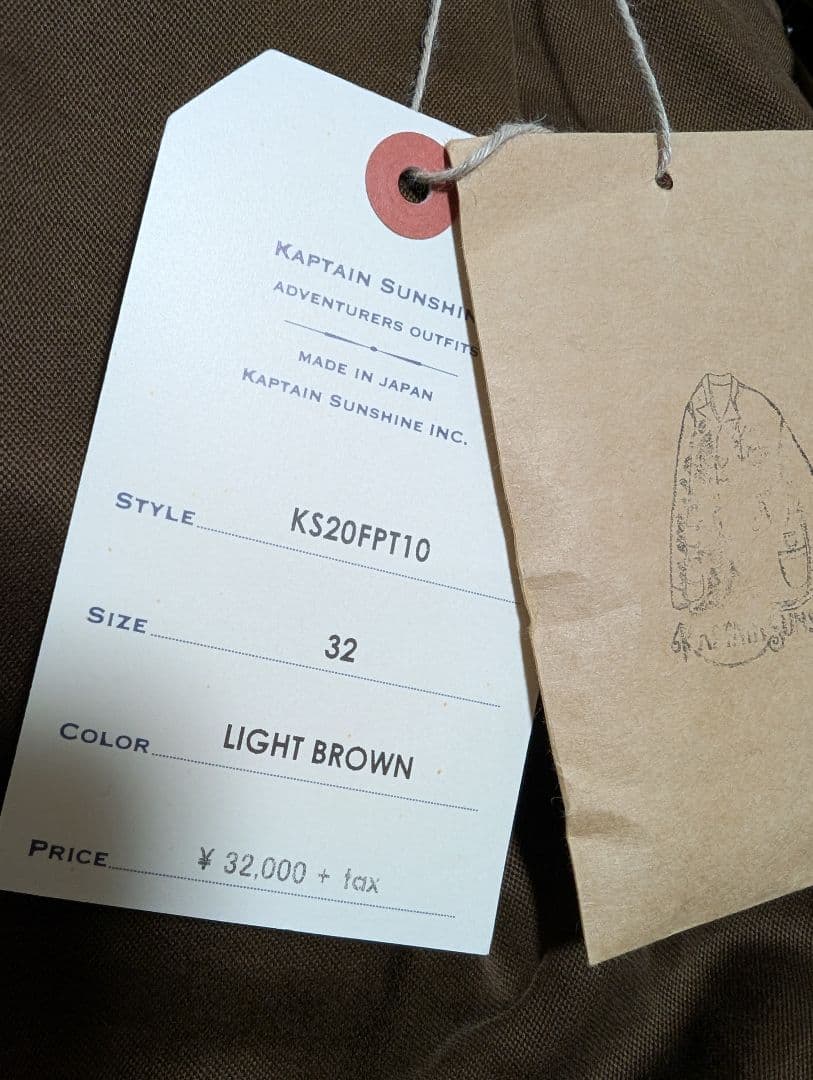 KAPTAIN SUNSHIN
ADVENTURERS OUTFITS
MADE IN JAPAN
KAPTAIN SUNSHINE INC.
STYLE KS20FPT10
SIZE 32
COLOR LIGHT BROWN
PRICE ¥ 32,000 + tax